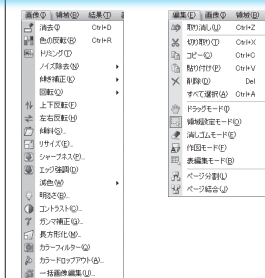 画像(I) 領域(B) 結果(T)
消去(I) Ctrl+D
色の反転(B) Ctrl+R
トリミング(T)
ノイズ除去(N)
傾き補正(K)
回転(O)
上下反転(F)
左右反転(H)
傾斜(S)...
リサイズ(E)...
シャープネス(P)...
エッジ強調(D)
減色(W)
明るさ(B)...
コントラスト(C)...
ガンマ補正(G)...
長方形化(M)...
カラーフィルター(Q)
カラードロップアウト(A)...
一括画像編集(U)...
編集(E) 画像(I) 領域(B)
取り消し(U) Ctrl+Z
切り取り(T) Ctrl+X
コピー(C) Ctrl+C
貼り付け(P) Ctrl+V
削除(D) Del
すべて選択(A) Ctrl+A
ドラッグモード(I)
領域設定モード(O)
消しゴムモード(E)
作図モード(F)
表編集モード(B)
ページ分割(L)
ページ結合(J)